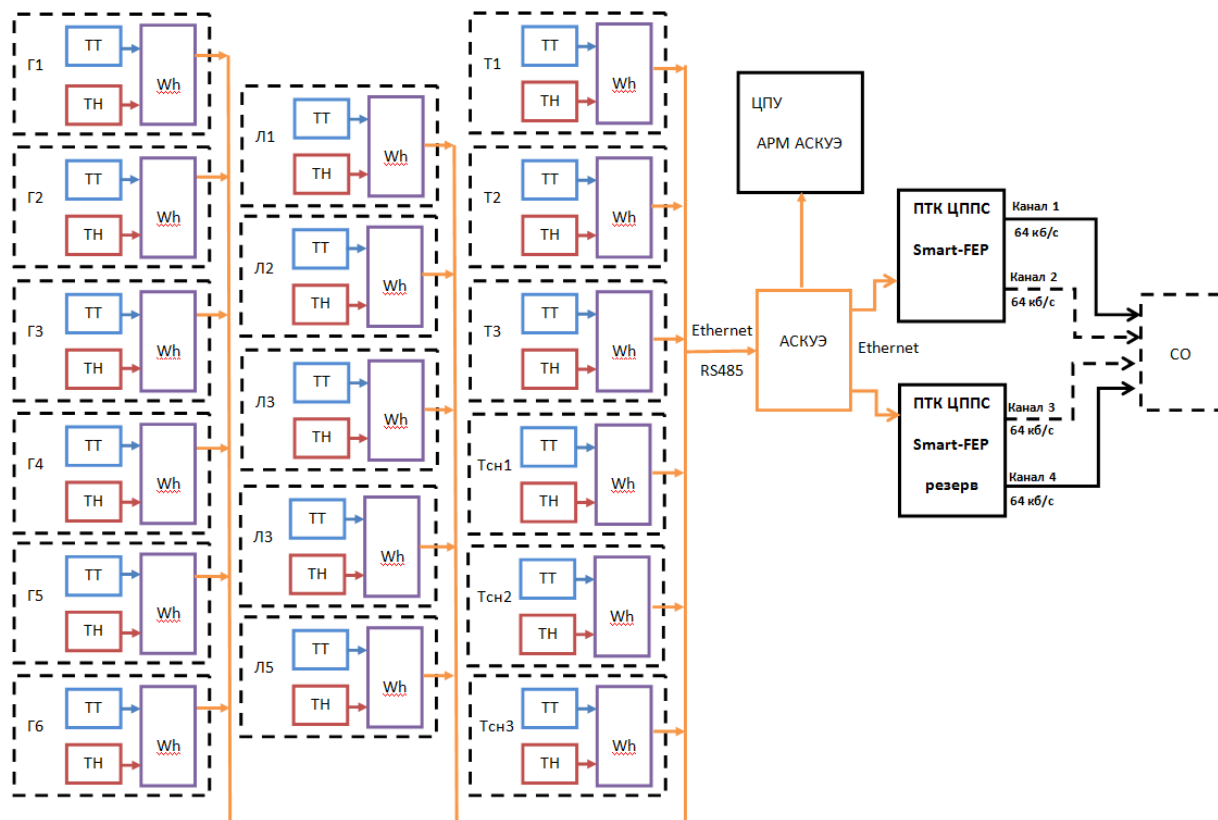 Г1
ТТ
ТН
Wh
Г2
ТТ
ТН
Wh
Г3
ТТ
ТН
Wh
Г4
ТТ
ТН
Wh
Г5
ТТ
ТН
Wh
Г6
ТТ
ТН
Wh
Л1
ТТ
ТН
Wh
Л2
ТТ
ТН
Wh
Л3
ТТ
ТН
Wh
Л3
ТТ
ТН
Wh
Л5
ТТ
ТН
Wh
Т1
ТТ
ТН
Wh
Т2
ТТ
ТН
Wh
Т3
ТТ
ТН
Wh
Тсн1
ТТ
ТН
Wh
Тсн2
ТТ
ТН
Wh
Тсн3
ТТ
ТН
Wh
Ethernet
RS485
ЦПУ
АРМ АСКУЭ
АСКУЭ
Ethernet
ПТК ЦППС
Smart-FEP
Канал 1
64 кб/с
Канал 2
64 кб/с
ПТК ЦППС
Smart-FEP
резерв
Канал 3
64 кб/с
Канал 4
64 кб/с
СО